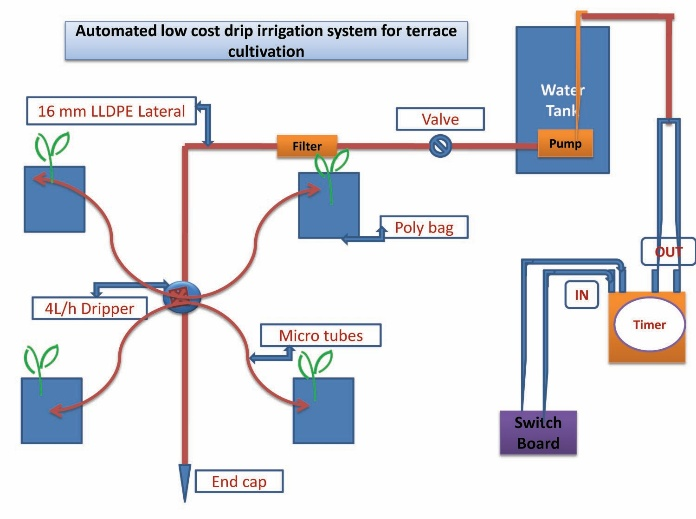 Automated low cost drip irrigation system for terrace
cultivation
16 mm LLDPE Lateral
Filter
Valve
Water
Tank
Pump
Poly bag
OUT
IN
4L/h Dripper
Timer
Micro tubes
Switch
Board
End cap